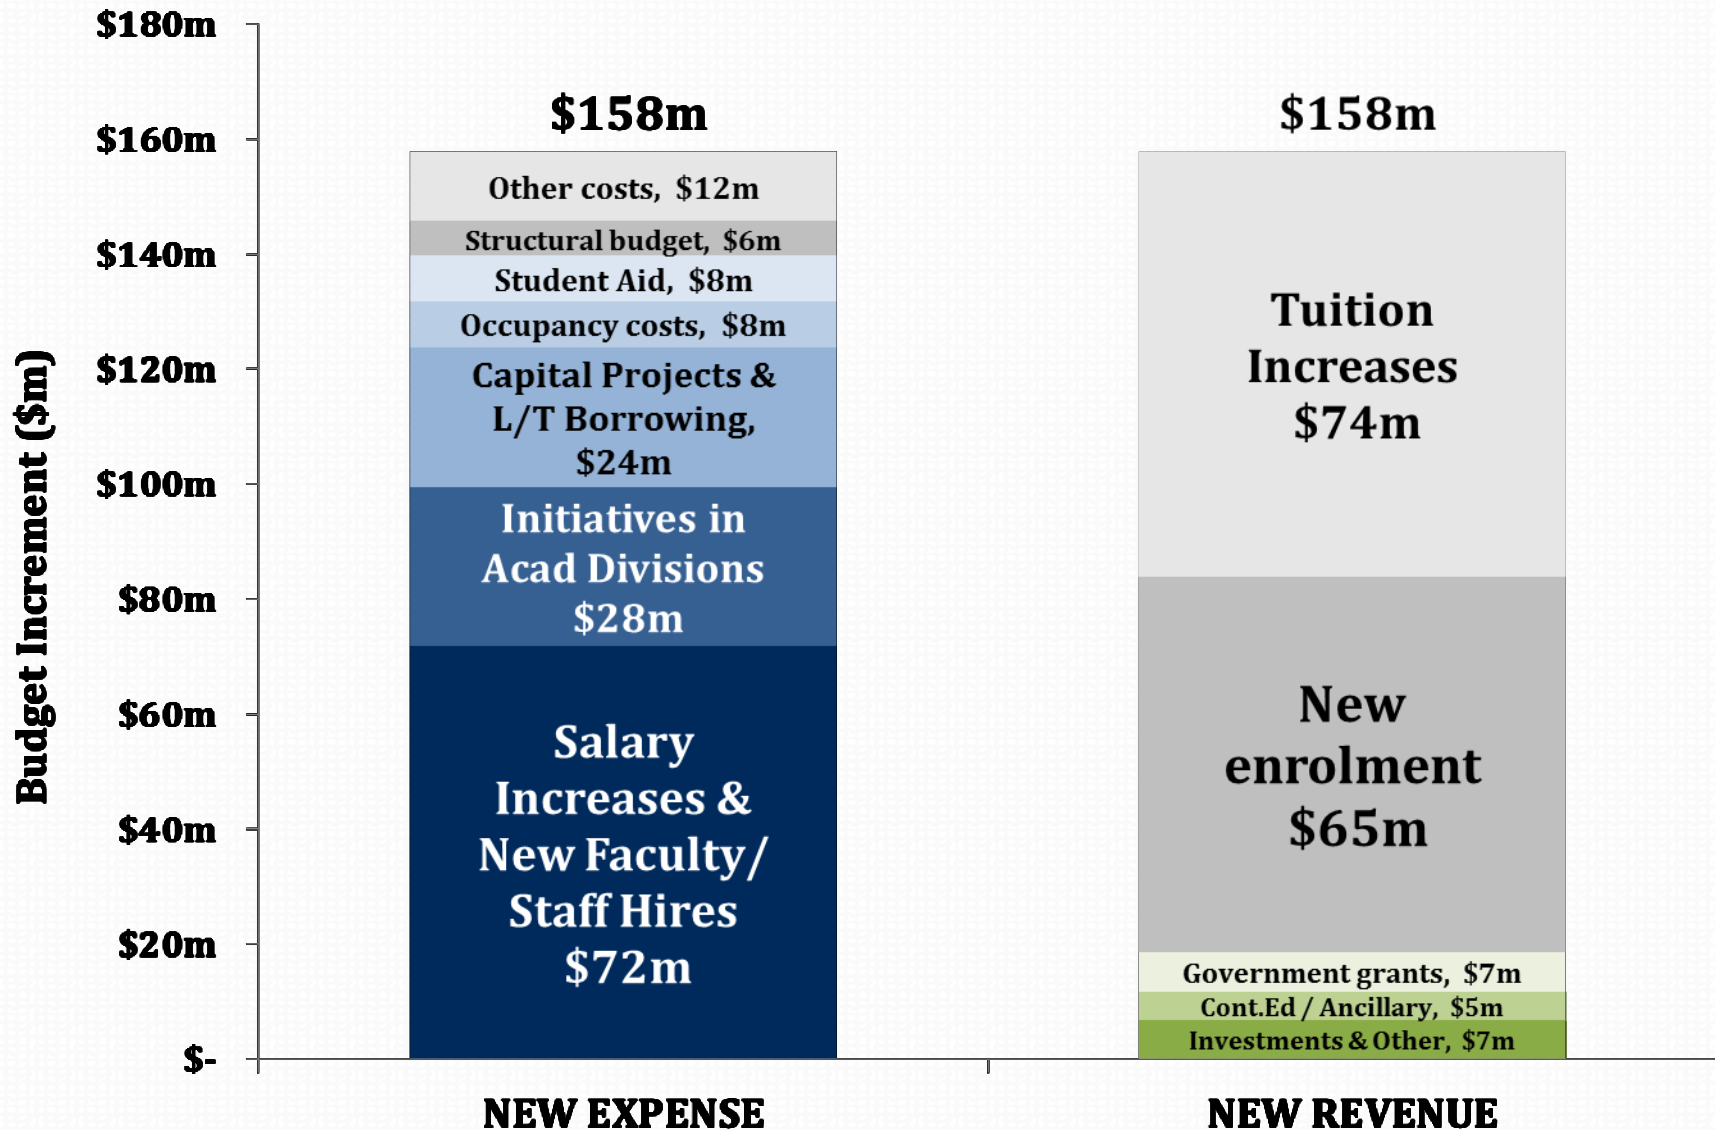 $180m
$160m
$140m
$120m
$100m
$80m
$60m
$40m
$20m
$-
Budget Increment ($m)
$158m
Other costs, $12m
Structural budget, $6m
Student Aid, $8m
Occupancy costs, $8m
Capital Projects &
L/T Borrowing,
$24m
Initiatives in
Acad Divisions
$28m
Salary
Increases &
New Faculty/
Staff Hires
$72m
NEW EXPENSE
$158m
Tuition
Increases
$74m
New
enrolment
$65m
Government grants, $7m
Cont.Ed / Ancillary, $5m
Investments & Other, $7m
NEW REVENUE